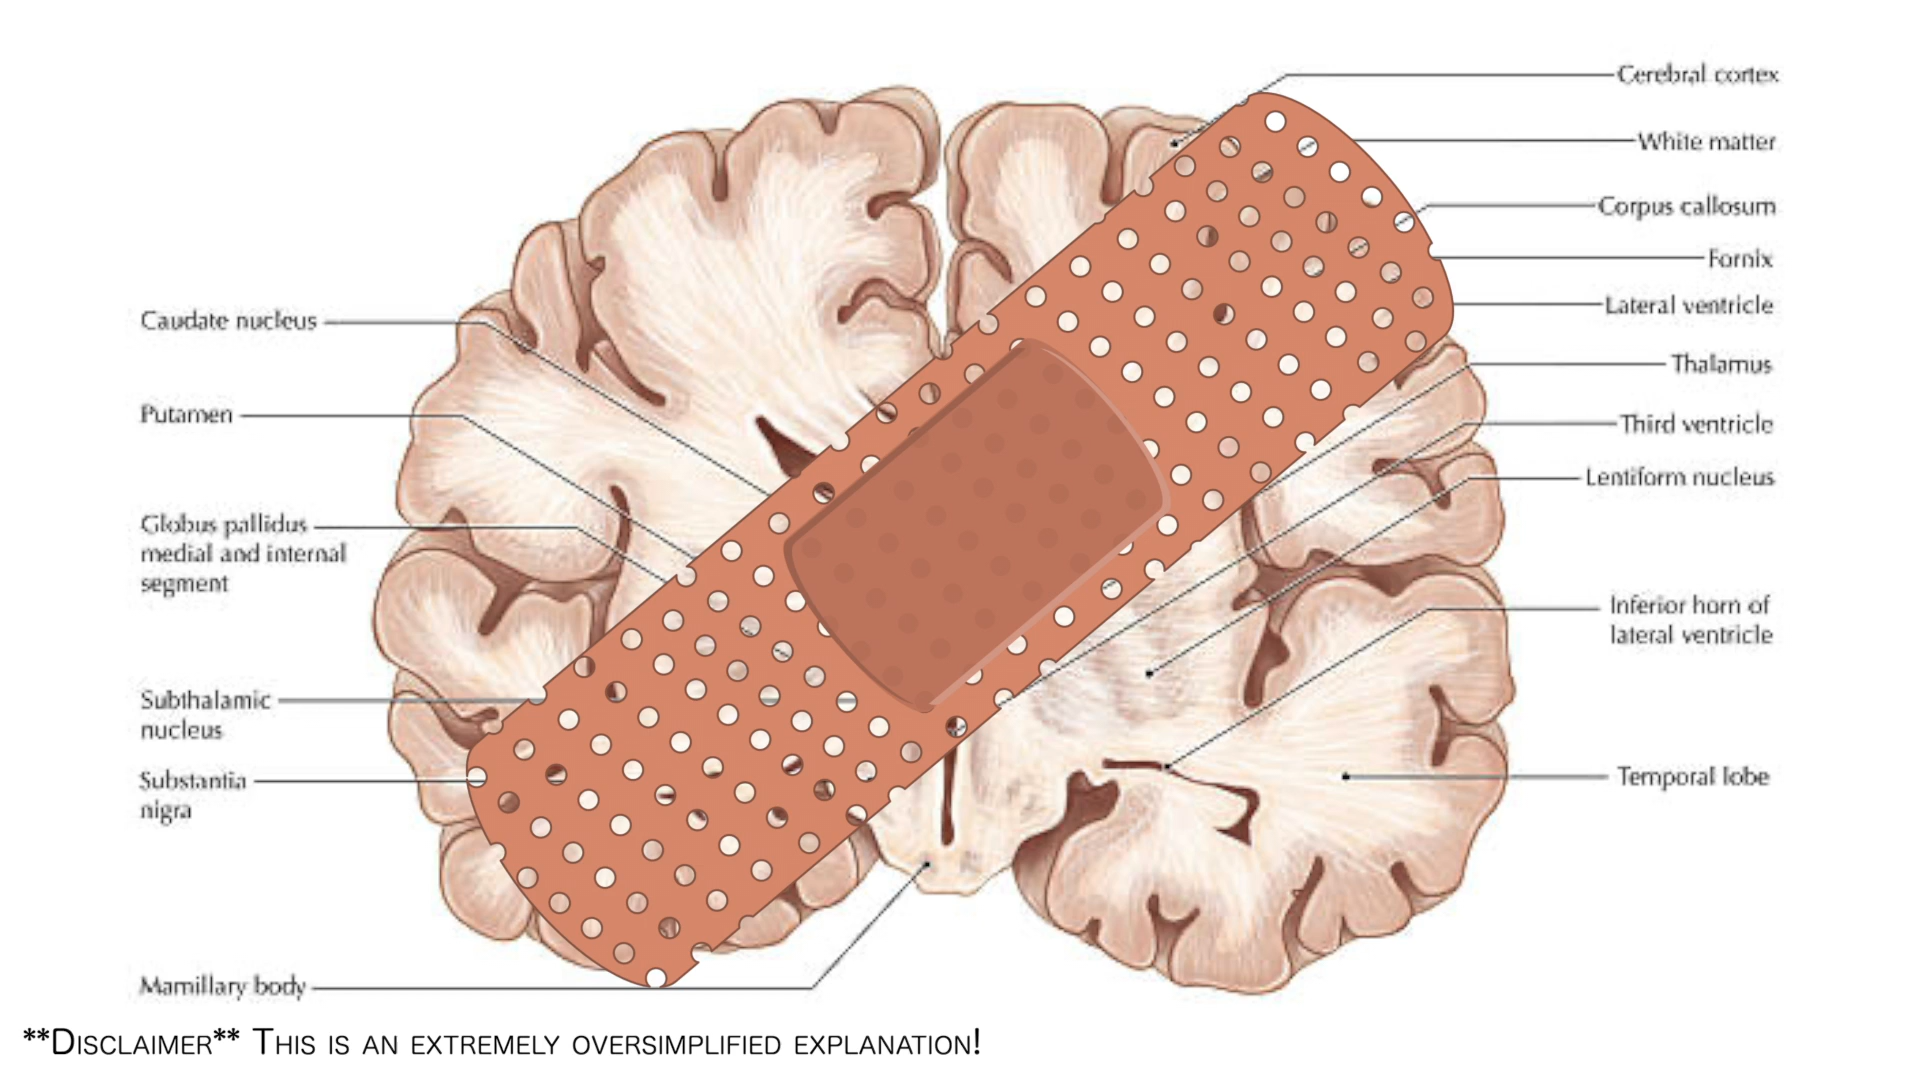 Cerebral cortex
White matter
Corpus callosum
Fornix
Lateral ventricle
Thalamus
Third ventricle
Lentiform nucleus
Inferior horn of
lateral ventricle
Temporal lobe
Caudate nucleus
Putamen
Globus pallidus
medial and internal
segment
Subthalamic
nucleus
Substantia
nigra
Mamillary body
**Disclaimer** This is an extremely oversimplified explanation!